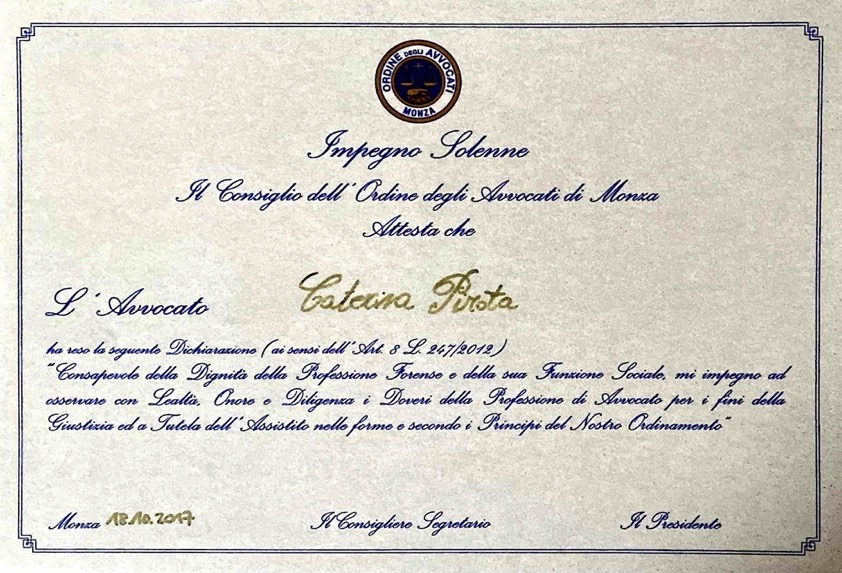 ORDINE DEGLI AVVOCATI
MONZA
Impegno Solenne
Il Consiglio dell'Ordine degli Avvocati di Monza
Attesta che
L'Avvocato Caterina Pirota
ha reso la seguente Dichiarazione (ai sensi dell'Art. 8 L. 247/2012)
"Consapevole della Dignità della Professione Forense e della sua Funzione Sociale, mi impegno ad
osservare con Lealtà, Onore e Diligenza i Doveri della Professione di Avvocato per i fini della
Giustizia ed a Tutela dell'Assistito nelle forme e secondo i Principi del Nostro Ordinamento"
Monza 18.10.2017 Il Consigliere Segretario Il Presidente